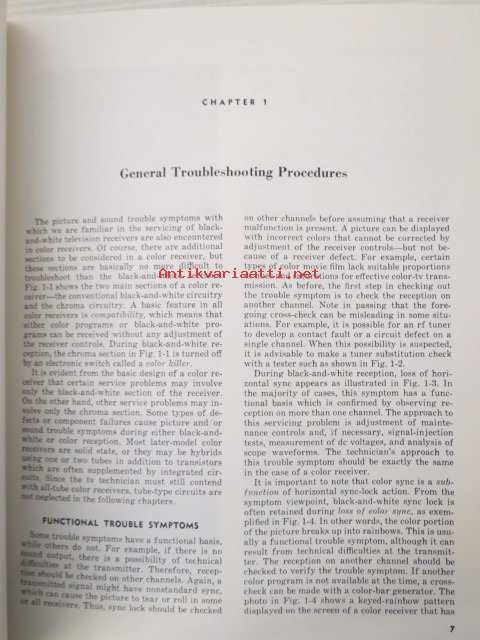 CHAPTER 1
General Troubleshooting Procedures
The picture and sound trouble symptoms with
which we are familiar in the servicing of black-
and-white television receivers are also encountered
in color receivers. Of course, there are additional
sections to be considered in a color receiver, but
these sections are basically no more difficult to
troubleshoot than the black-and-
Fig. 1-1 shows the two main sections of a color re-
ceiver—the conventional black-and-white circuitry
and the chroma circuitry. A basic feature in all
color receivers is compatibility, which means that
either color programs or black-and-white pro-
grams can be received without any adjustment of
the receiver controls. During black-and-white re-
ception, the chroma section in Fig. 1-1 is turned off
by an electronic switch called a color killer.
It is evident from the basic design of a color re-
ceiver that certain service problems may involve
only the black-and-white section of the receiver.
On the other hand, other service problems may in-
volve only the chroma section. Some types of de-
fects or component failures cause picture and/or
sound trouble symptoms during either black-and-
white or color reception. Most later-model color
receivers are solid state, or they may be hybrids
using one or two tubes in addition to transistors
which are often supplemented by integrated cir-
cuits. Since the tv technician must still contend
with all-tube color receivers, tube-type circuits are
not neglected in the following chapters.
FUNCTIONAL TROUBLE SYMPTOMS
Some trouble symptoms have a functional basis,
while others do not. For example, if there is no
sound output, there is a possibility of technical
difficulties at the transmitter. Therefore, recep-
tion should be checked on other channels. Again, a
transmitted signal might have nonstandard sync,
which can cause the picture to tear or roll in some
or all receivers. Thus, sync lock should be checked
on other channels before assuming that a receiver
malfunction is present. A picture can be displayed
with incorrect colors that cannot be corrected by
adjustment of the receiver controls—but not be-
cause of a receiver defect. For example, certain
types of color movie film lack suitable proportions
for effective color-tv trans-
mission. As before, the first step in checking out
the trouble symptom is to check the reception on
another channel. Note in passing that the fore-
going cross-check can be misleading in some situ-
ations. For example, it is possible for an rf tuner
to develop a contact fault or a circuit defect on a
single channel. When this possibility is suspected,
it is advisable to make a tuner substitution check
with a tester such as shown in Fig. 1-2.
During black-and-white reception, loss of hori-
zontal sync appears as illustrated in Fig. 1-3. In
the majority of cases, this symptom has a func-
tional basis which is confirmed by observing re-
ception on more than one channel. The approach to
this servicing problem is adjustment of mainte-
nance controls and, if necessary, signal-injection
tests, measurement of dc voltages, and analysis of
scope waveforms. The technician's approach to
this trouble symptom should be exactly the same
in the case of a color receiver.
It is important to note that color sync is a sub-
function of horizontal sync-lock action. From the
symptom viewpoint, black-and-white sync lock is
often retained during loss of color sync, as exem-
plified in Fig. 1-4. In other words, the color portion
of the picture breaks up into rainbows. This is usu-
ally a functional trouble symptom, although it can
result from technical difficulties at the transmit-
ter. The reception on another channel should be
checked to verify the trouble symptom. If another
color program is not available at the time, a cross-
check can be made with a color-bar generator. The
photo in Fig. 1-4 shows a keyed-rainbow pattern
displayed on the screen of a color receiver that has
7
Antikvariaatti.net